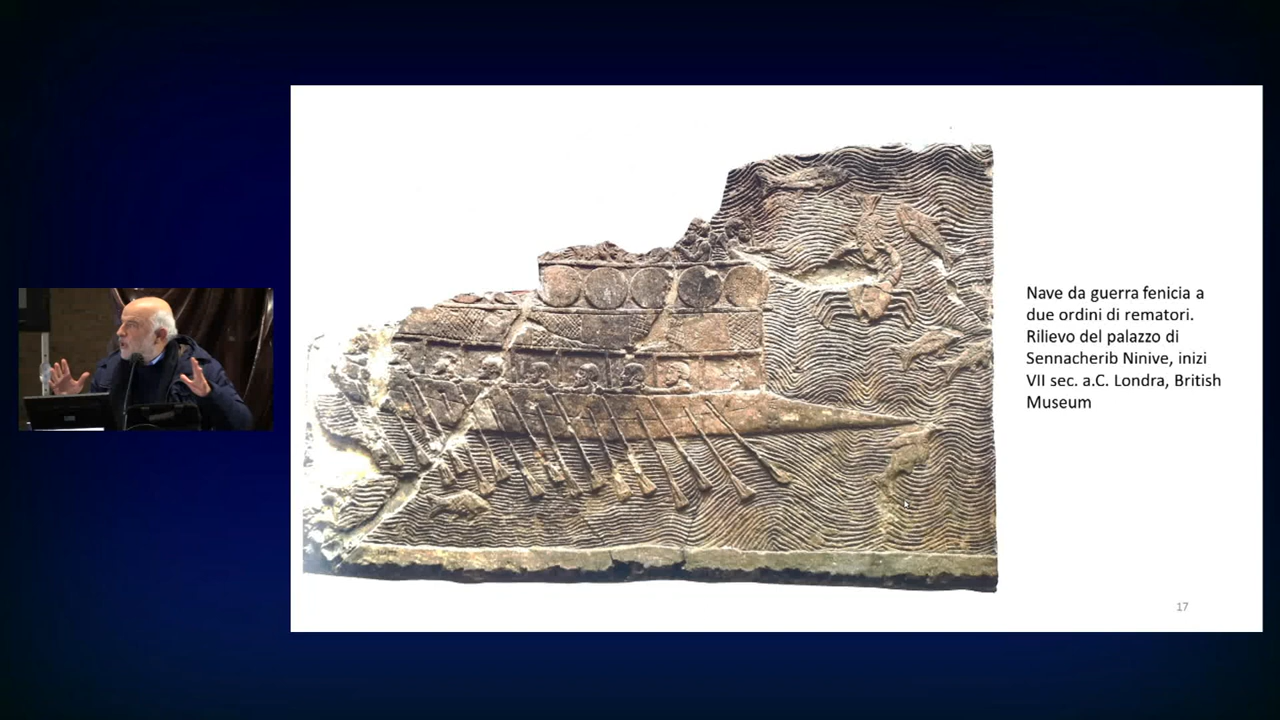 Nave da guerra fenicia a
due ordini di rematori.
Rilievo del palazzo di
Sennacherib Ninive, inizi
VII sec. a.C. Londra, British
Museum
17